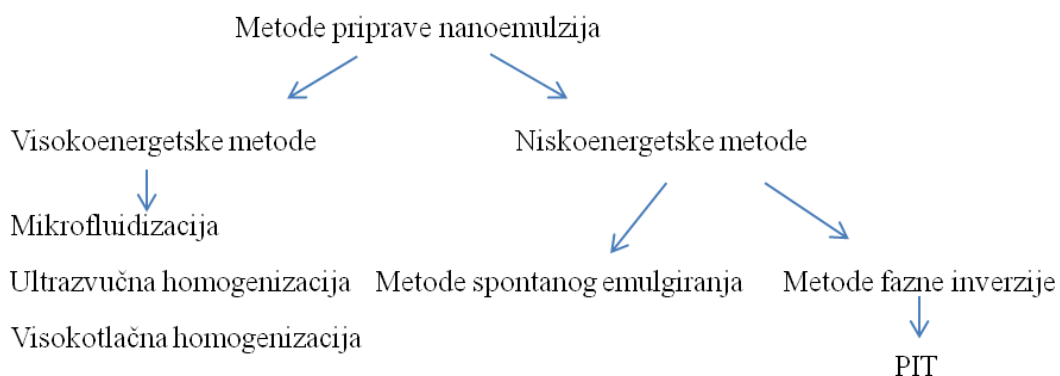 Metode priprave nanoemulzija
Visokoenergetske metode
Niskoenergetske metode
Mikrofluidizacija
Ultrazvučna homogenizacija
Visokotlačna homogenizacija
Metode spontanog emulgiranja
Metode fazne inverzije
PIT